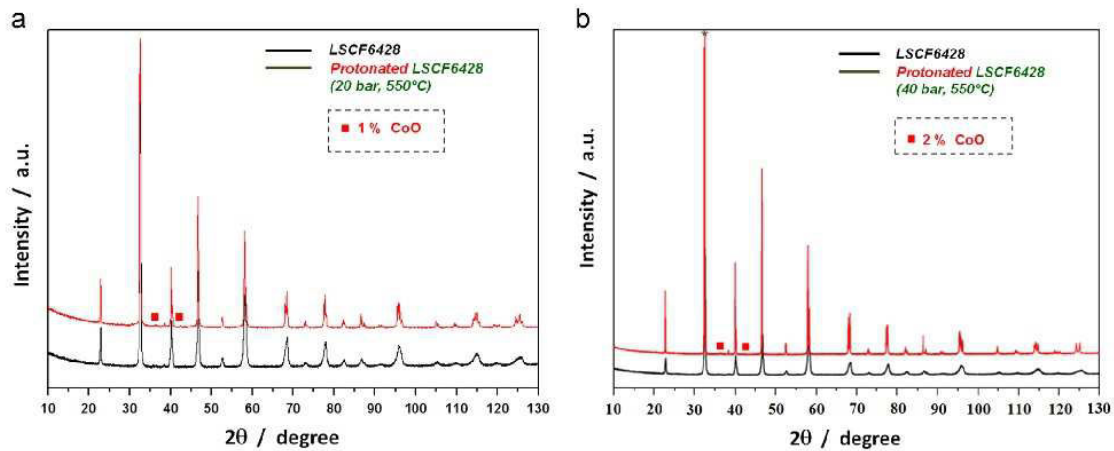 a
LSCF6428
Protonated LSCF6428
(20 bar, 550°C)
1 % CoO
Intensity / a.u.
10 20 30 40 50 60 70 80 90 100 110 120 130
2θ / degree
b
*
LSCF6428
Protonated LSCF6428
(40 bar, 550°C)
2 % CoO
Intensity / a.u.
10 20 30 40 50 60 70 80 90 100 110 120 130
2θ / degree